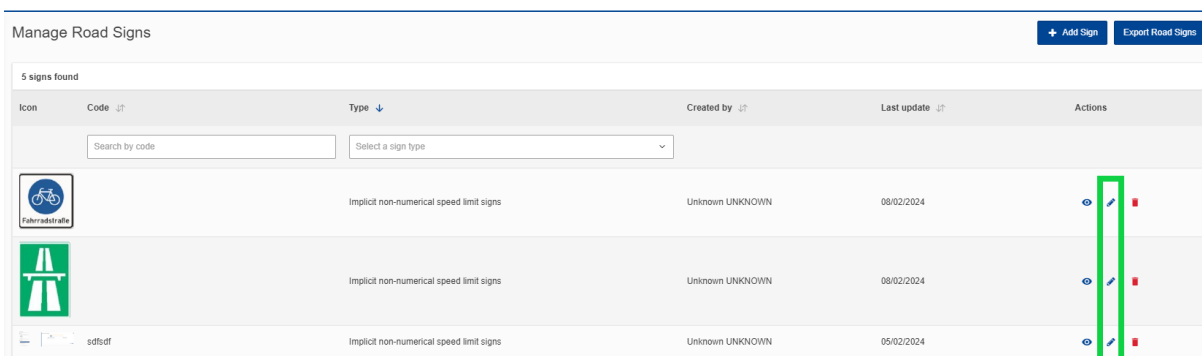 Manage Road Signs
+ Add Sign
Export Road Signs
5 signs found
Icon Code Type Created by Last update Actions
Search by code Select a sign type
Fahrradstraße
Implicit non-numerical speed limit signs Unknown UNKNOWN 08/02/2024
Implicit non-numerical speed limit signs Unknown UNKNOWN 08/02/2024
sdfsdf Implicit non-numerical speed limit signs Unknown UNKNOWN 05/02/2024